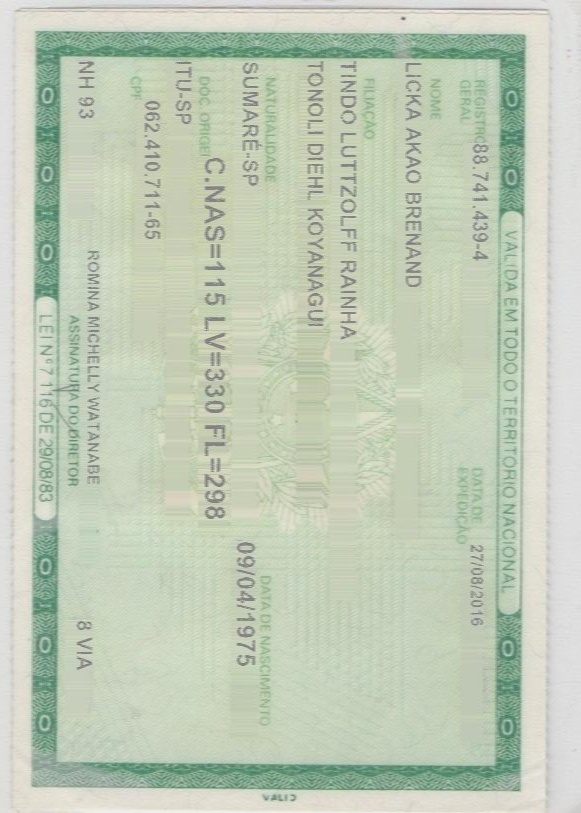 VALIDA EM TODO O TERRITORIO NACIONAL
REGISTRO GERAL 88.741.439-4 DATA DE EXPEDIÇÃO 27/08/2016
NOME
LICKA AKAO BRENAND
FILIAÇÃO
TINDO LUTTZOLFF RAINHA
TONOLI DIEHL KOYANAGUI
NATURALIDADE DATA DE NASCIMENTO
SUMARÉ-SP 09/04/1975
DOC ORIGEM C.NAS=115 LV=330 FL=298
ITU-SP
CPF 062.410.711-65
NH 93 ROMINA MICHELLY WATANABE 8 VIA
ASSINATURA DO DIRETOR
LEI Nº 7.116 DE 29/08/83
VALID